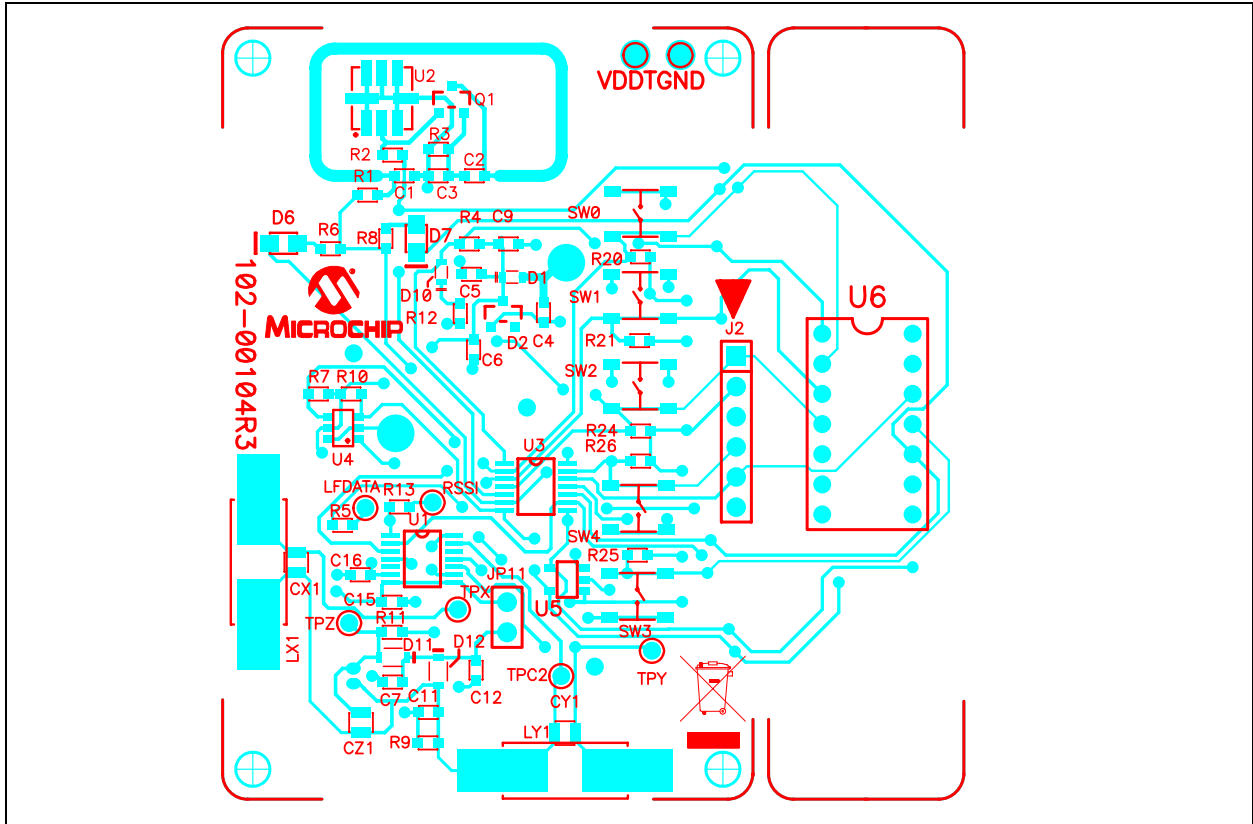 U2
VDDTGND
Q1
R3
R2
C2
C1
C3
R1
SW0
D6
R6
R8
D7
R4
C9
R20
C5
D1
D10
SW1
U6
102-00104R3
MICROCHIP
R12
D2
C4
J2
R21
C6
SW2
R7
R10
R24
U4
U3
R26
LFDATA
R13
RSSI
R5
U1
SW4
C16
JP11
R25
CX1
TPX
C15
U5
TPZ
R11
SW3
LX1
D11
D12
C7
C12
TPC2
TPY
C11
CY1
CZ1
R9
LY1